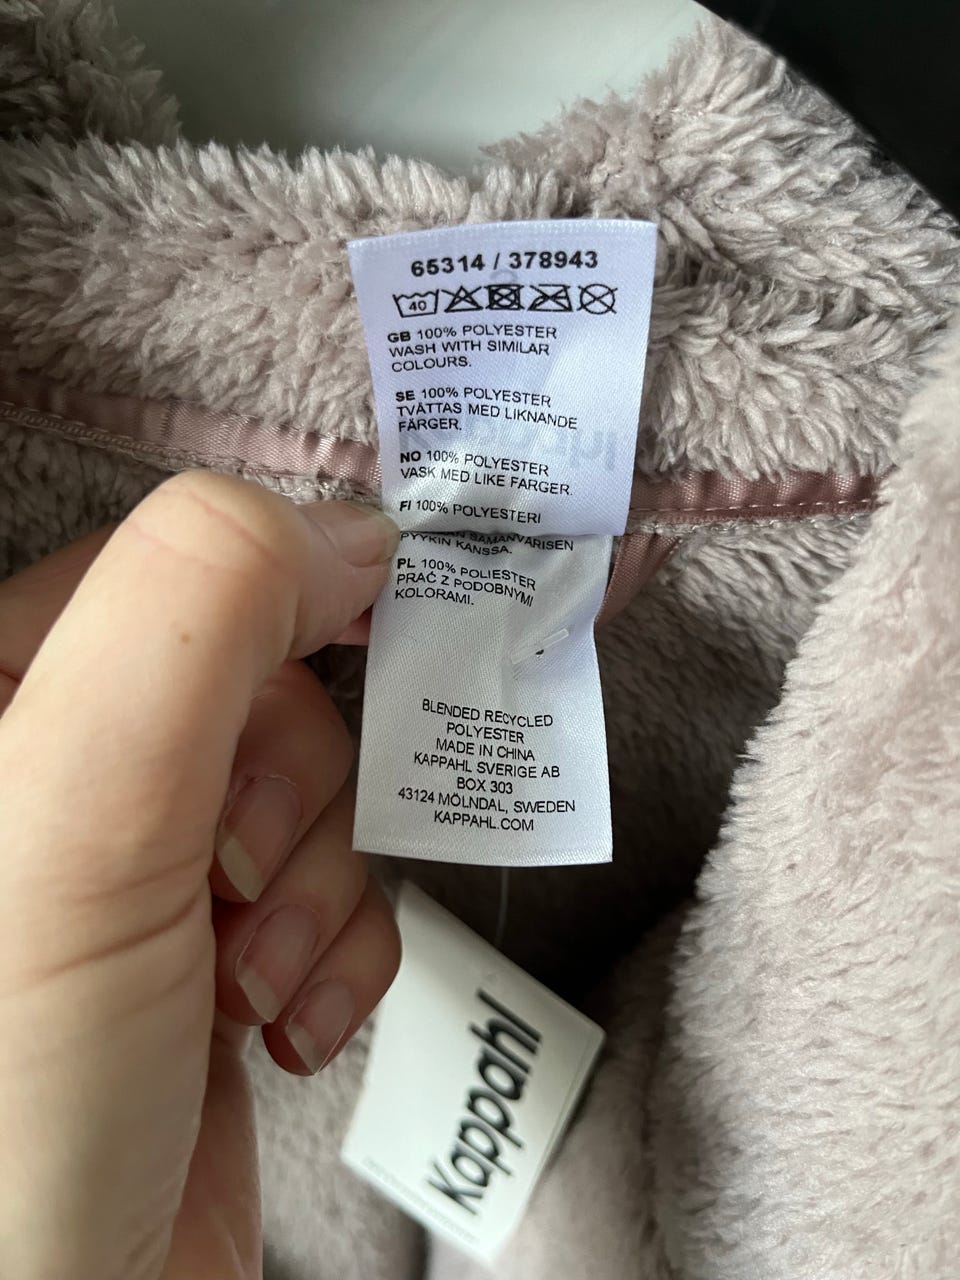 65314 / 378943
40
GB 100% POLYESTER
WASH WITH SIMILAR
COLOURS.
SE 100% POLYESTER
TVÄTTAS MED LIKNANDE
FÄRGER.
NO 100% POLYESTER
VASK MED LIKE FARGER.
FI 100% POLYESTERI
SAMANVÄRISEN
PYYKIN KANSSA.
PL 100% POLIESTER
PRAĆ Z PODOBNYMI
KOLORAMI.
BLENDED RECYCLED
POLYESTER
MADE IN CHINA
KAPPAHL SVERIGE AB
BOX 303
43124 MÖLNDAL, SWEDEN
KAPPAHL.COM
Kappahl